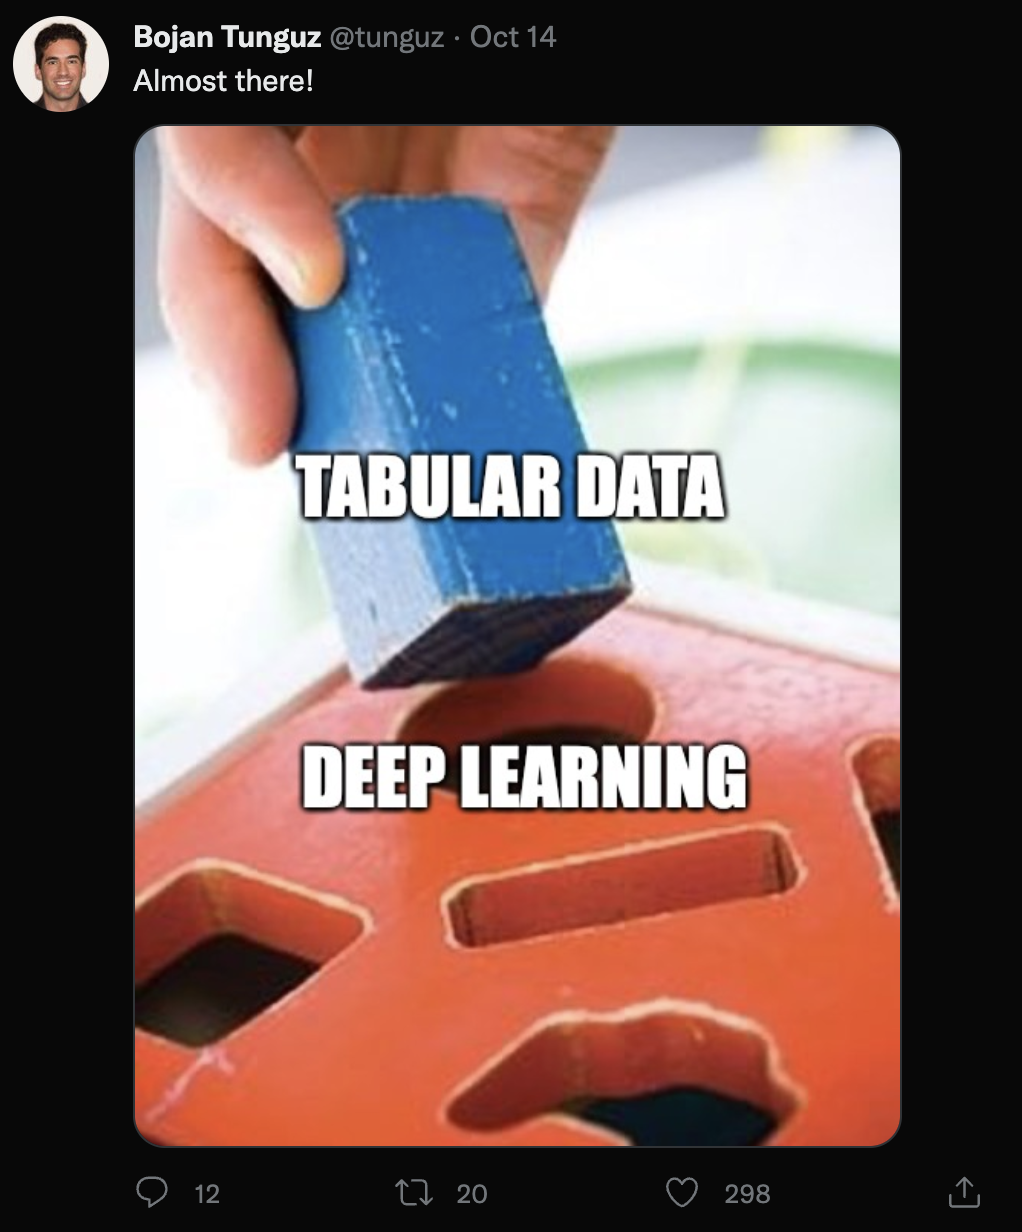 Bojan Tunguz @tunguz · Oct 14
Almost there!
TABULAR DATA
DEEP LEARNING
12 20 298